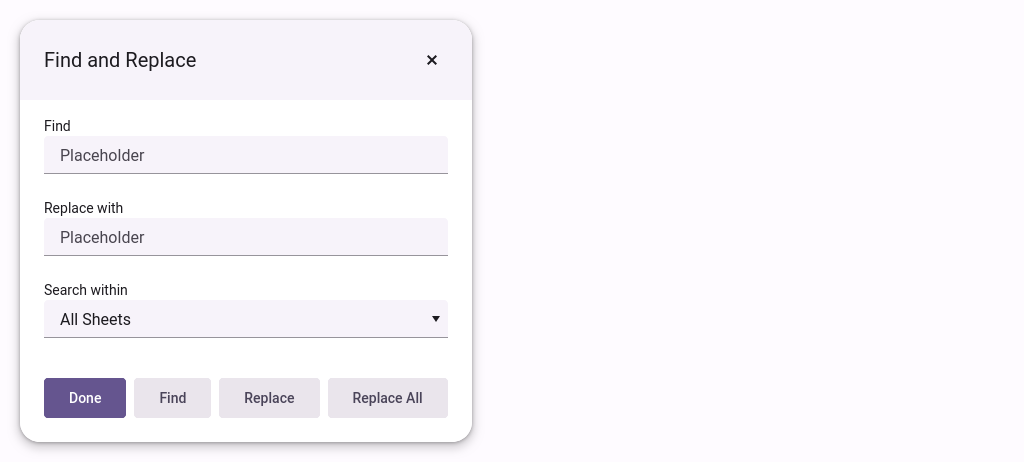 Find and Replace ×
Find
Placeholder
Replace with
Placeholder
Search within
All Sheets
Done Find Replace Replace All